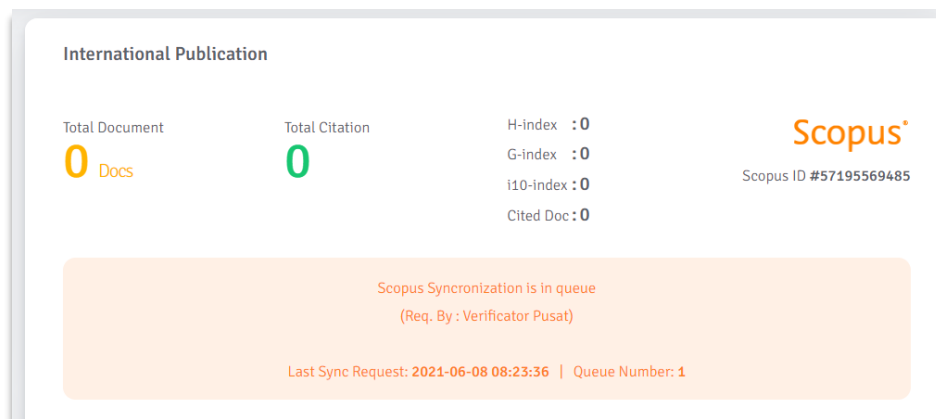 International Publication
Total Document
0 Docs
Total Citation
0
H-index : 0
G-index : 0
i10-index : 0
Cited Doc : 0
Scopus®
Scopus ID #57195569485
Scopus Syncronization is in queue
(Req. By : Verificator Pusat)
Last Sync Request: 2021-06-08 08:23:36 | Queue Number: 1